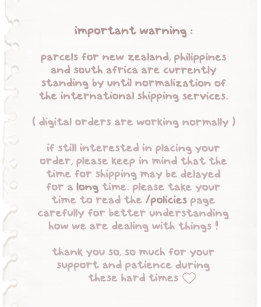 important warning :
parcels for new zealand, philippines
and south africa are currently
standing by until normalization of
the international shipping services.
( digital orders are working normally )
if still interested in placing your
order, please keep in mind that the
time for shipping may be delayed
for a long time. please take your
time to read the /policies page
carefully for better understanding
how we are dealing with things !
thank you so, so much for your
support and patience during
these hard times ♡